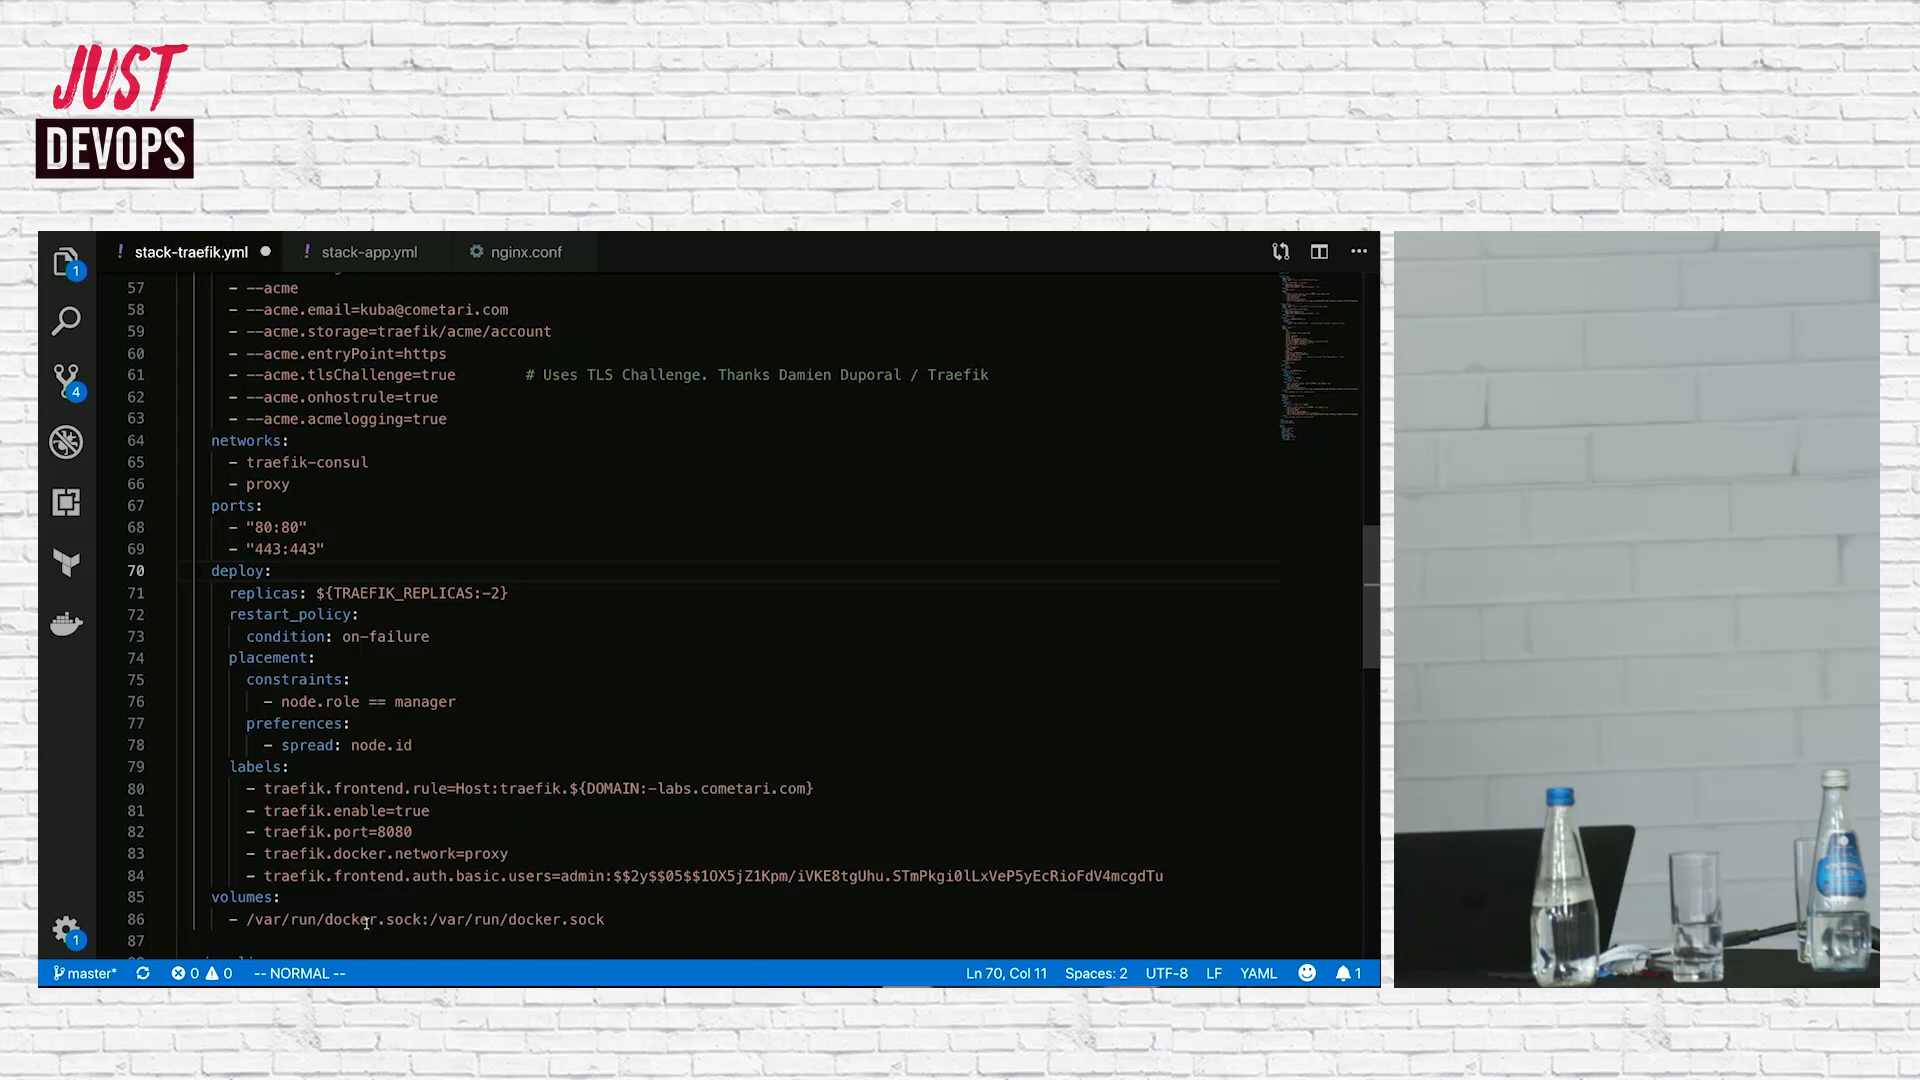 JUST
DEVOPS
! stack-traefik.yml ● ! stack-app.yml nginx.conf
57 - --acme
58 - --acme.email=kuba@cometari.com
59 - --acme.storage=traefik/acme/account
60 - --acme.entryPoint=https
61 - --acme.tlsChallenge=true # Uses TLS Challenge. Thanks Damien Duporal / Traefik
62 - --acme.onhostrule=true
63 - --acme.acmelogging=true
64 networks:
65 - traefik-consul
66 - proxy
67 ports:
68 - "80:80"
69 - "443:443"
70 deploy:
71 replicas: ${TRAEFIK_REPLICAS:-2}
72 restart_policy:
73 condition: on-failure
74 placement:
75 constraints:
76 - node.role == manager
77 preferences:
78 - spread: node.id
79 labels:
80 - traefik.frontend.rule=Host:traefik.${DOMAIN:-labs.cometari.com}
81 - traefik.enable=true
82 - traefik.port=8080
83 - traefik.docker.network=proxy
84 - traefik.frontend.auth.basic.users=admin:$$2y$$05$$1OX5jZ1Kpm/iVKE8tgUhu.STmPkgi0lLxVeP5yEcRioFdV4mcgdTu
85 volumes:
86 - /var/run/docker.sock:/var/run/docker.sock
87
1
4
1
master* 0 0 -- NORMAL -- Ln 70, Col 11 Spaces: 2 UTF-8 LF YAML 1